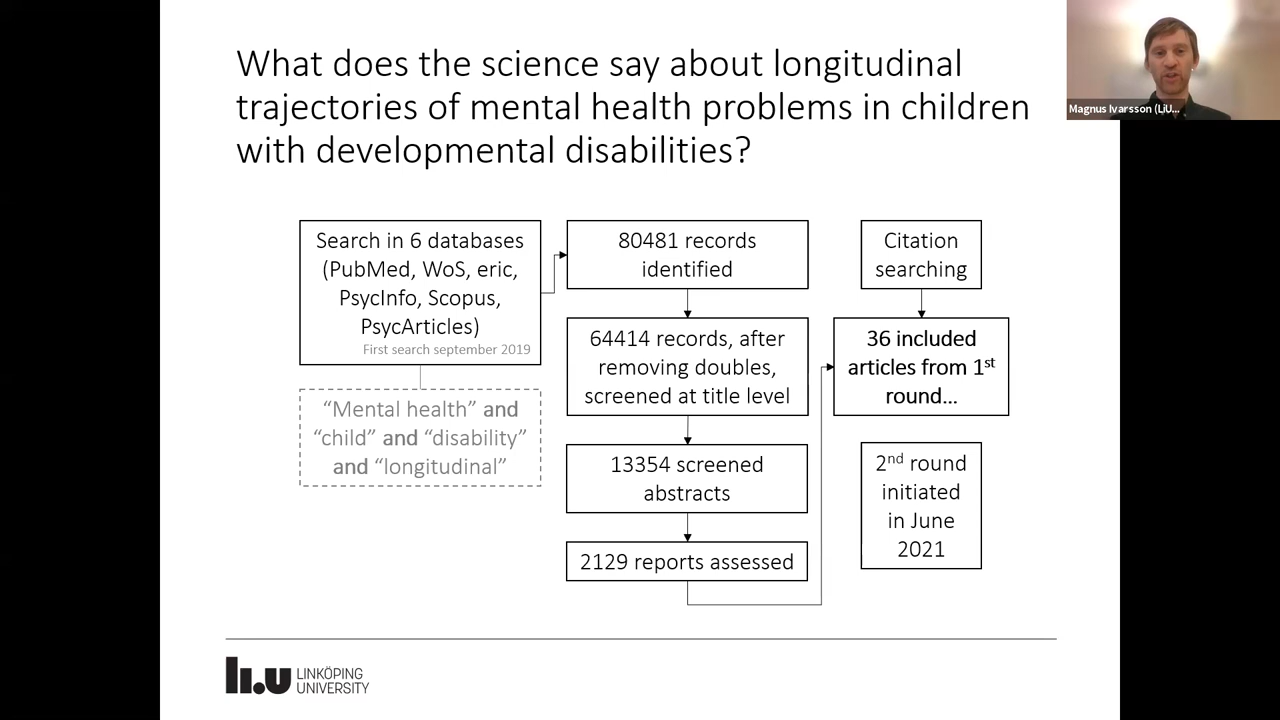 What does the science say about longitudinal
trajectories of mental health problems in children
with developmental disabilities?
Magnus Ivarsson (LiU...
Search in 6 databases
(PubMed, WoS, eric,
PsycInfo, Scopus,
PsycArticles)
First search september 2019
“Mental health” and
“child” and “disability”
and “longitudinal”
80481 records
identified
64414 records, after
removing doubles,
screened at title level
13354 screened
abstracts
2129 reports assessed
Citation
searching
36 included
articles from 1st
round...
2nd round
initiated
in June
2021
li.u LINKÖPING
UNIVERSITY